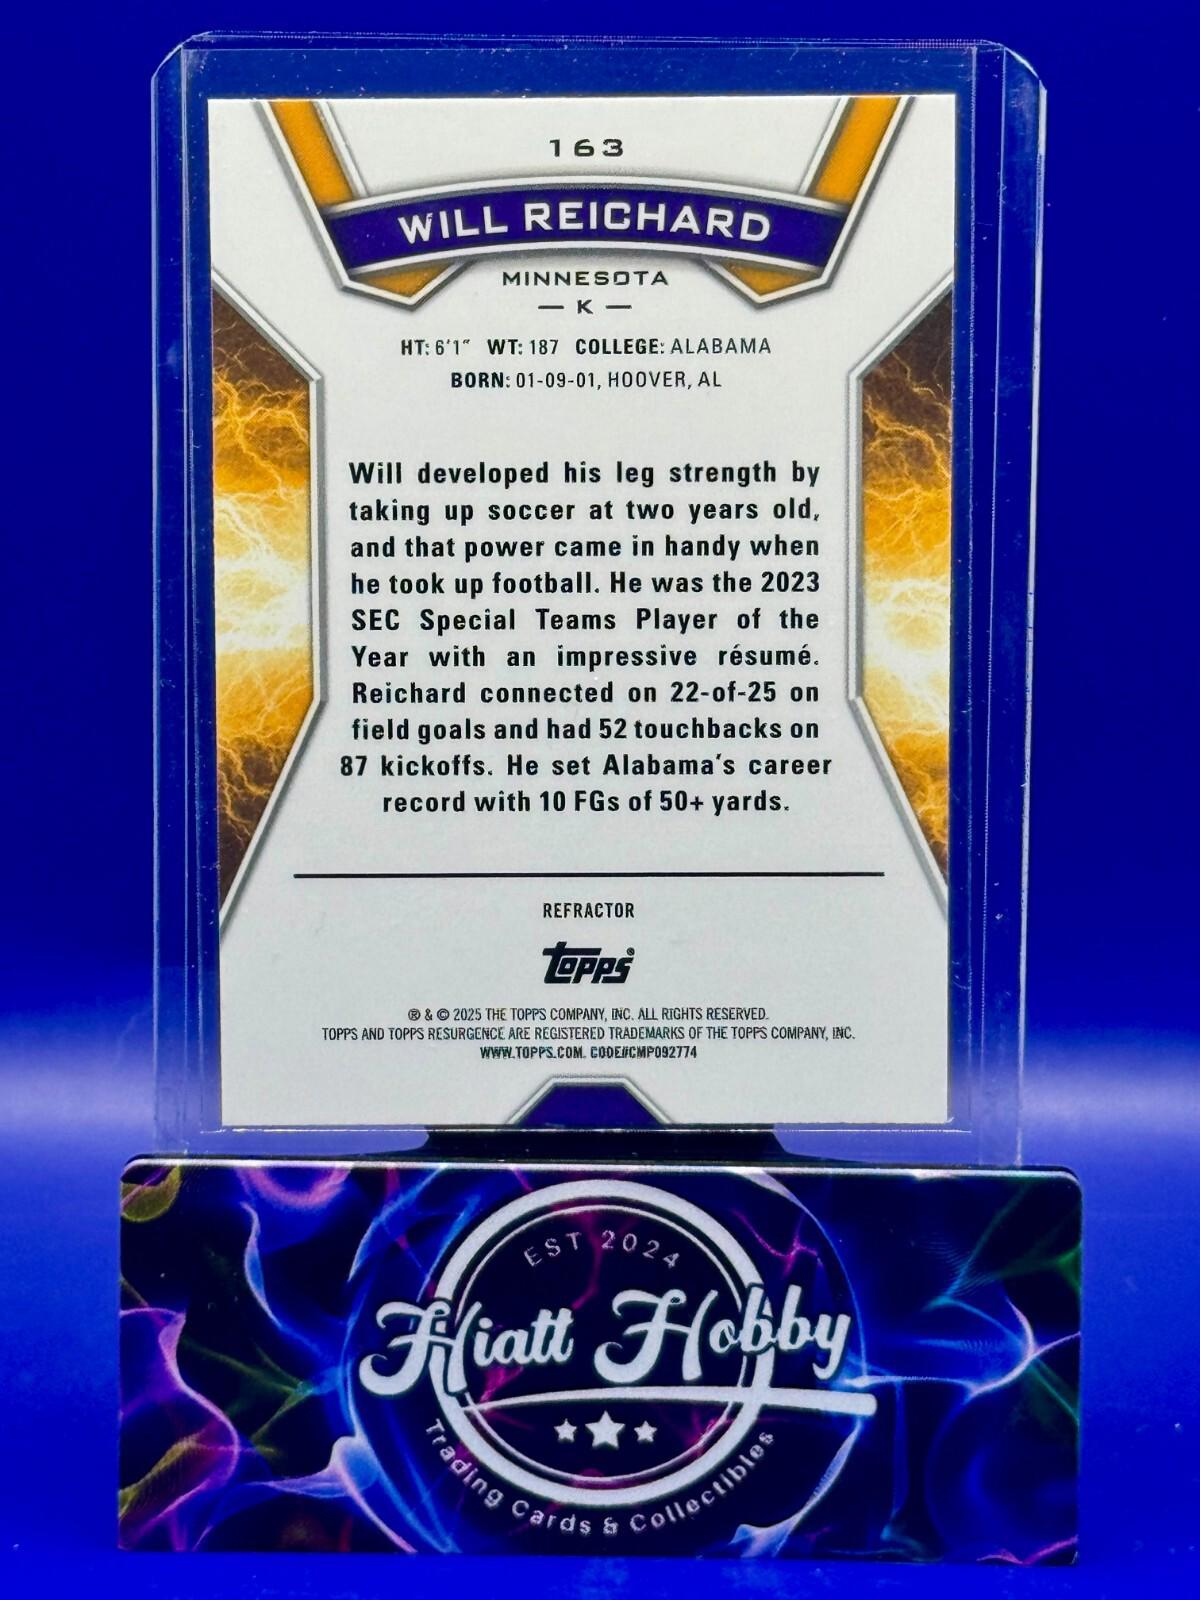 163
WILL REICHARD
MINNESOTA
— K —
HT: 6'1" WT: 187 COLLEGE: ALABAMA
BORN: 01-09-01, HOOVER, AL
Will developed his leg strength by
taking up soccer at two years old,
and that power came in handy when
he took up football. He was the 2023
SEC Special Teams Player of the
Year with an impressive résumé.
Reichard connected on 22-of-25 on
field goals and had 52 touchbacks on
87 kickoffs. He set Alabama's career
record with 10 FGs of 50+ yards.
REFRACTOR
topps®
® & © 2025 THE TOPPS COMPANY, INC. ALL RIGHTS RESERVED.
TOPPS AND TOPPS RESURGENCE ARE REGISTERED TRADEMARKS OF THE TOPPS COMPANY, INC.
WWW.TOPPS.COM. CODE#CMP092774
EST 2024
Hiatt Hobby
Trading Cards & Collectibles